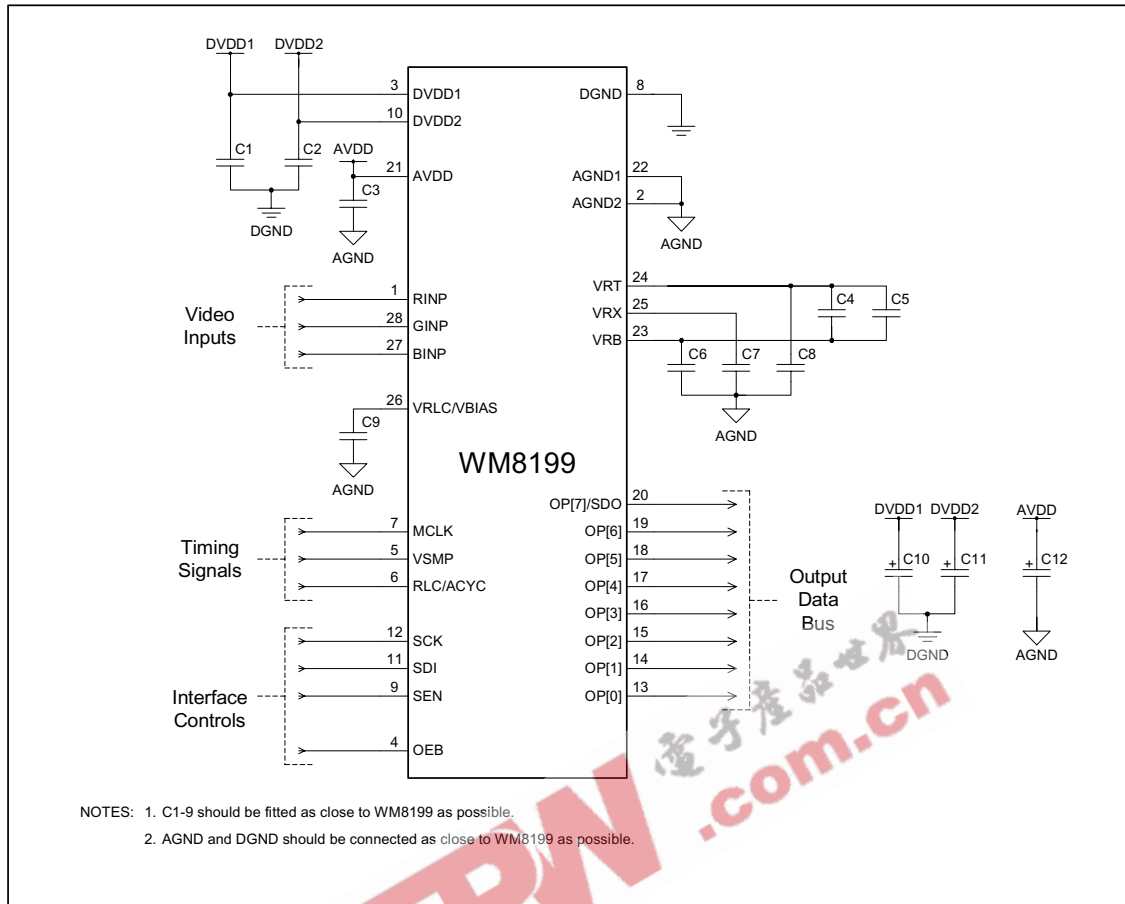 DVDD1 DVDD2
3 DVDD1
10 DVDD2
C1 C2
DGND
AVDD
21 AVDD
C3
AGND
DGND 8
AGND1 22
AGND2 2
AGND
Video
Inputs
1 RINP
28 GINP
27 BINP
VRT 24
VRX 25
VRB 23
C4 C5
C6 C7 C8
AGND
26 VRLC/VBIAS
C9
AGND
WM8199
Timing
Signals
7 MCLK
5 VSMP
6 RLC/ACYC
Interface
Controls
12 SCK
11 SDI
9 SEN
4 OEB
OP[7]/SDO 20
OP[6] 19
OP[5] 18
OP[4] 17
OP[3] 16
OP[2] 15
OP[1] 14
OP[0] 13
Output
Data
Bus
DVDD1 DVDD2 AVDD
+ C10 + C11 + C12
DGND AGND
電子產品世界
.com.cn
NOTES: 1. C1-9 should be fitted as close to WM8199 as possible.
2. AGND and DGND should be connected as close to WM8199 as possible.